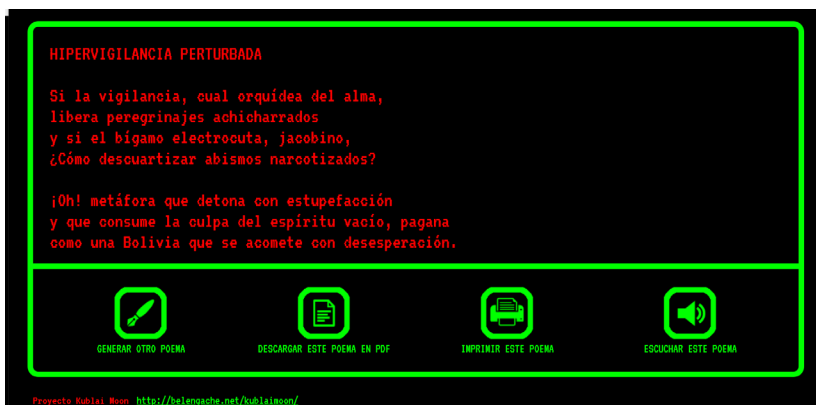 HIPERVIGILANCIA PERTURBADA
Si la vigilancia, cual orquídea del alma,
libera peregrinajes achicharrados
y si el bígamo electrocuta, jacobino,
¿Cómo descuartizar abismos narcotizados?
¡Oh! metáfora que detona con estupefacción
y que consume la culpa del espíritu vacío, pagana
como una Bolivia que se acomete con desesperación.
GENERAR OTRO POEMA
DESCARGAR ESTE POEMA EN PDF
IMPRIMIR ESTE POEMA
ESCUCHAR ESTE POEMA
Proyecto Kublai Moon http://belengache.net/kublaimoon/